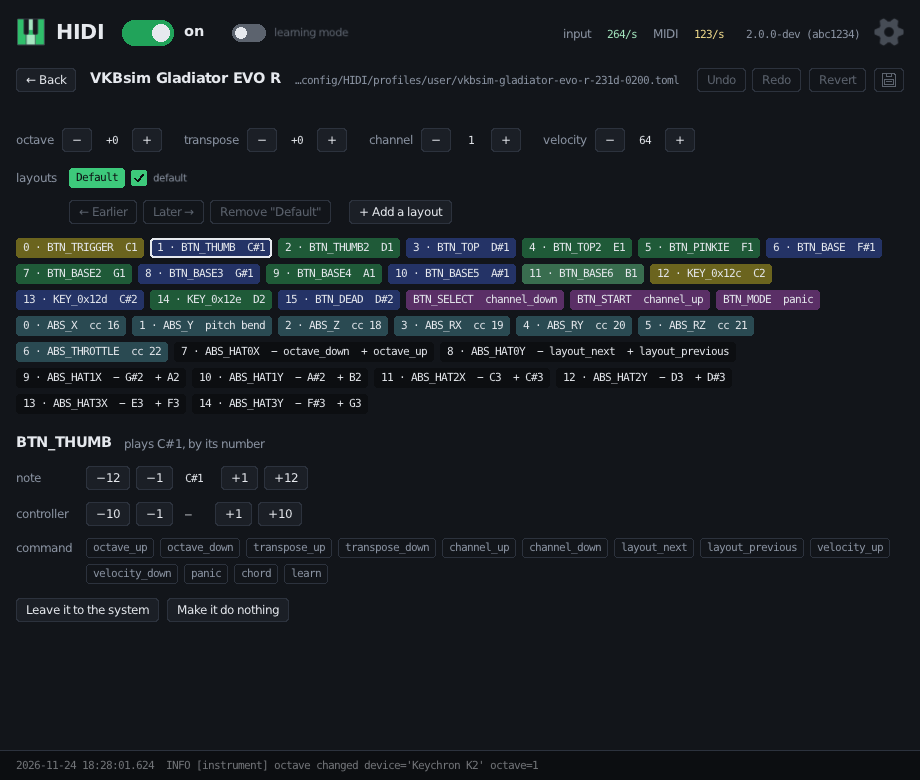 HIDI on learning mode input 264/s MIDI 123/s 2.0.0-dev (abc1234)
← Back VKBsim Gladiator EVO R …config/HIDI/profiles/user/vkbsim-gladiator-evo-r-231d-0200.toml Undo Redo Revert
octave − +0 + transpose − +0 + channel − 1 + velocity − 64 +
layouts Default default
← Earlier Later → Remove "Default" + Add a layout
0 · BTN_TRIGGER C1 1 · BTN_THUMB C#1 2 · BTN_THUMB2 D1 3 · BTN_TOP D#1 4 · BTN_TOP2 E1 5 · BTN_PINKIE F1 6 · BTN_BASE F#1
7 · BTN_BASE2 G1 8 · BTN_BASE3 G#1 9 · BTN_BASE4 A1 10 · BTN_BASE5 A#1 11 · BTN_BASE6 B1 12 · KEY_0x12c C2
13 · KEY_0x12d C#2 14 · KEY_0x12e D2 15 · BTN_DEAD D#2 BTN_SELECT channel_down BTN_START channel_up BTN_MODE panic
0 · ABS_X cc 16 1 · ABS_Y pitch bend 2 · ABS_Z cc 18 3 · ABS_RX cc 19 4 · ABS_RY cc 20 5 · ABS_RZ cc 21
6 · ABS_THROTTLE cc 22 7 · ABS_HAT0X − octave_down + octave_up 8 · ABS_HAT0Y − layout_next + layout_previous
9 · ABS_HAT1X − G#2 + A2 10 · ABS_HAT1Y − A#2 + B2 11 · ABS_HAT2X − C3 + C#3 12 · ABS_HAT2Y − D3 + D#3
13 · ABS_HAT3X − E3 + F3 14 · ABS_HAT3Y − F#3 + G3
BTN_THUMB plays C#1, by its number
note −12 −1 C#1 +1 +12
controller −10 −1 — +1 +10
command octave_up octave_down transpose_up transpose_down channel_up channel_down layout_next layout_previous velocity_up
velocity_down panic chord learn
Leave it to the system Make it do nothing
2026-11-24 18:28:01.624 INFO [instrument] octave changed device='Keychron K2' octave=1